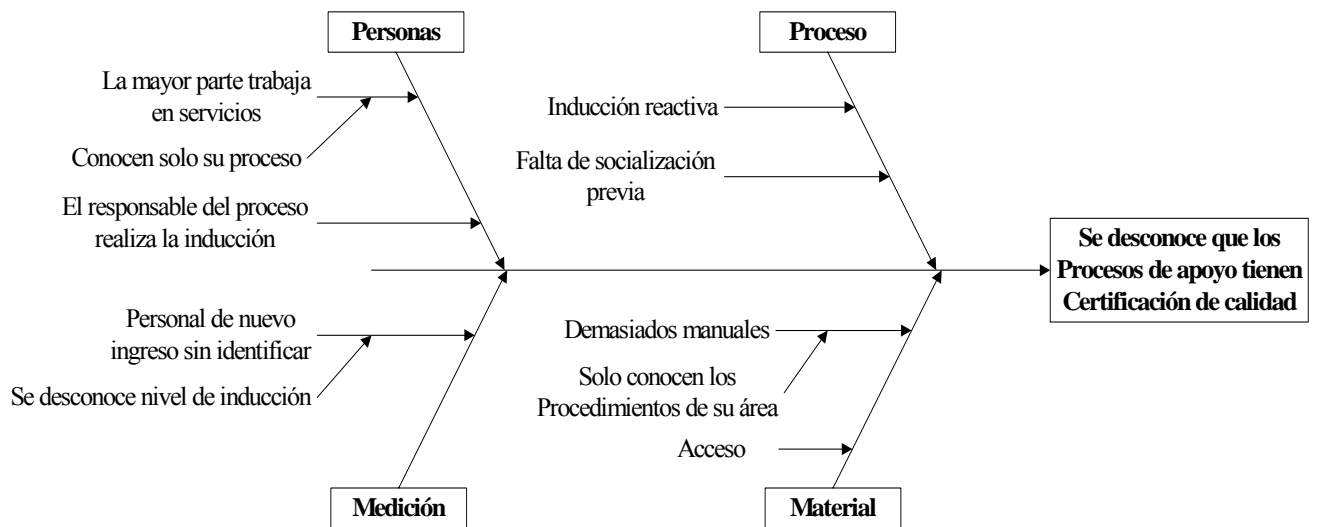 Personas
Proceso
La mayor parte trabaja
en servicios
Conocen solo su proceso
El responsable del proceso
realiza la inducción
Inducción reactiva
Falta de socialización
previa
Se desconoce que los
Procesos de apoyo tienen
Certificación de calidad
Personal de nuevo
ingreso sin identificar
Se desconoce nivel de inducción
Demasiados manuales
Solo conocen los
Procedimientos de su área
Acceso
Medición
Material